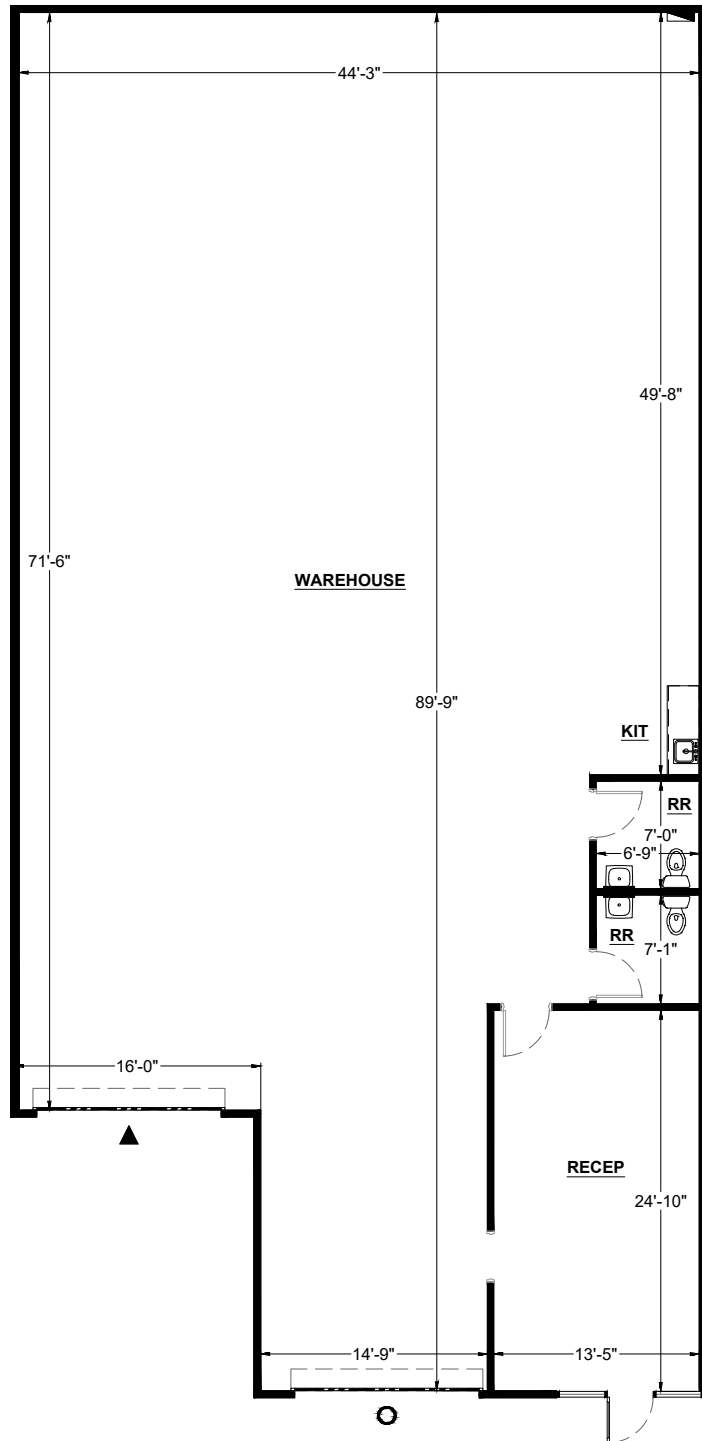 44'-3"
49'-8"
71'-6"
WAREHOUSE
89'-9"
KIT
RR
7'-0"
6'-9"
RR
7'-1"
16'-0"
RECEP
24'-10"
14'-9"
13'-5"